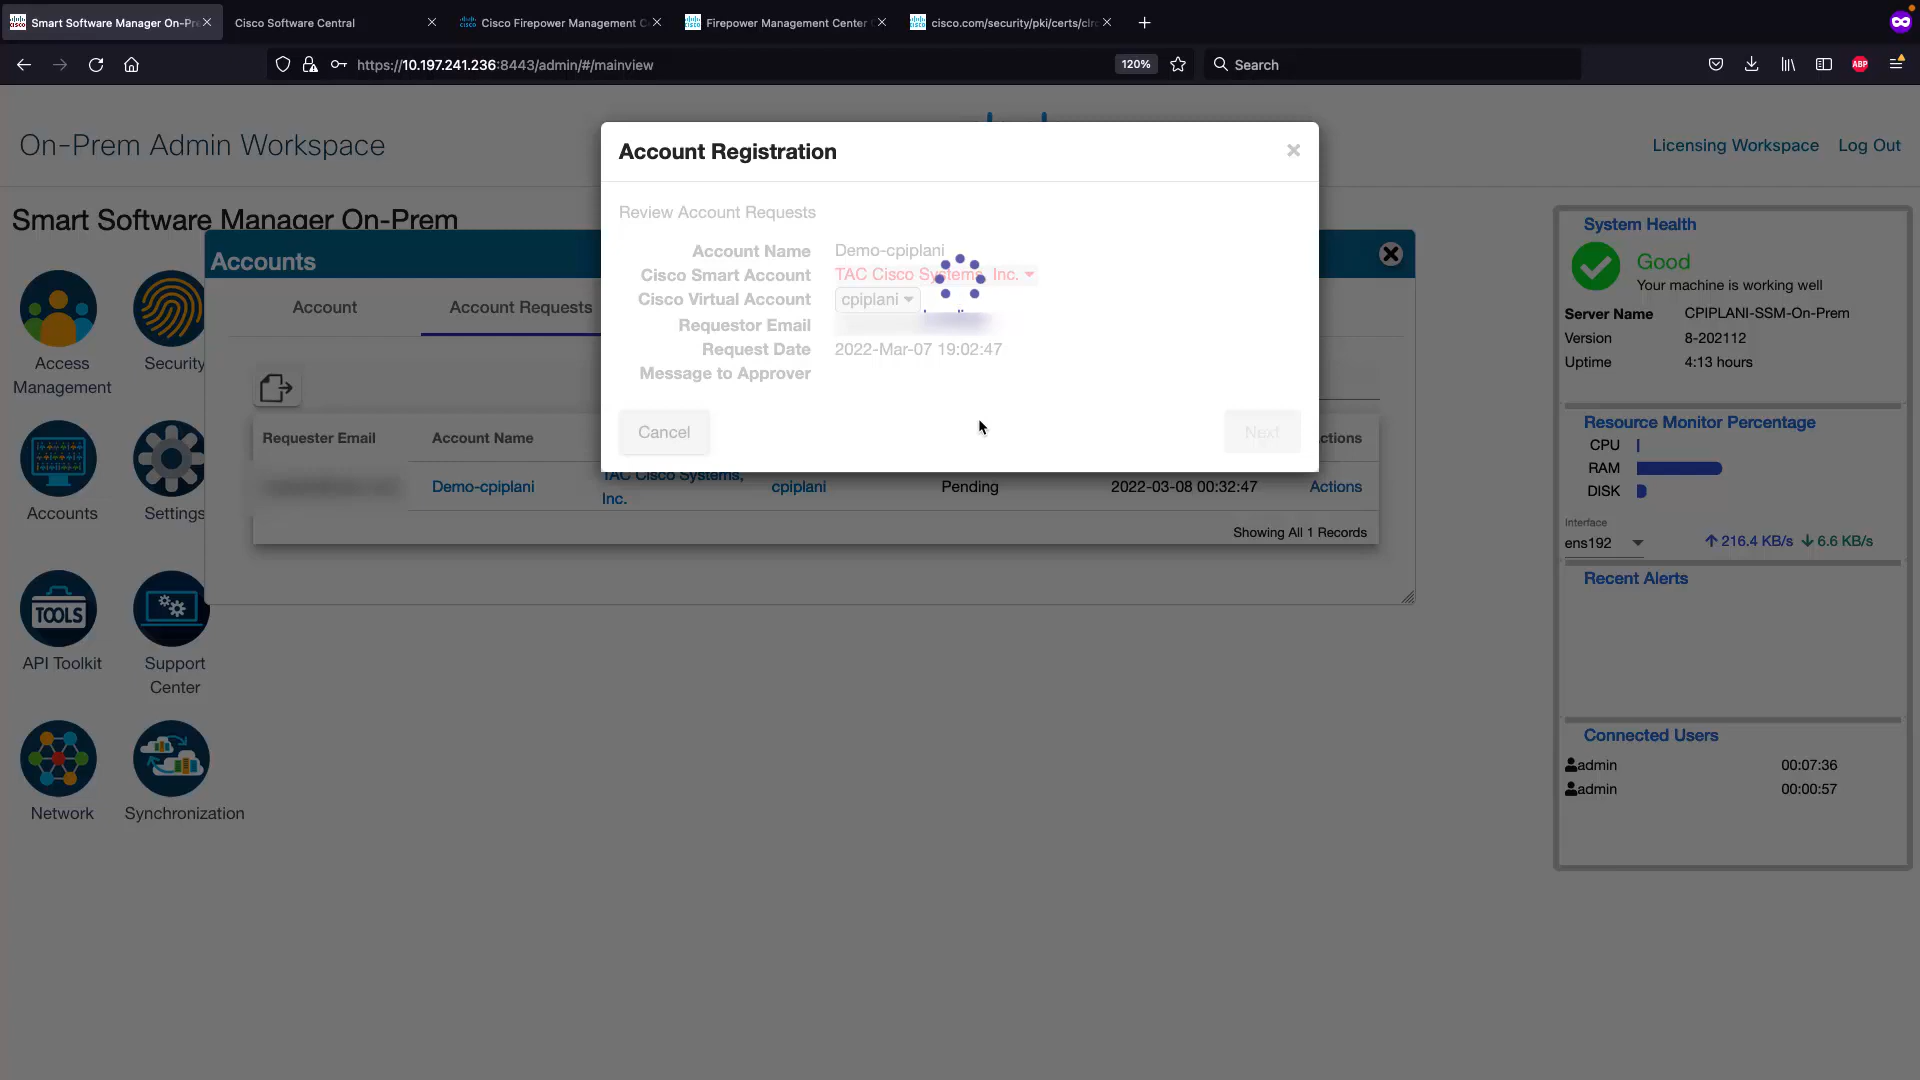 Smart Software Manager On-Pr
Cisco Software Central
Cisco Firepower Management C
Firepower Management Center
cisco.com/security/pki/certs/clrc
https://10.197.241.236:8443/admin/#/mainview
120%
Search
ABP
On-Prem Admin Workspace
Licensing Workspace
Log Out
Smart Software Manager On-Prem
Account Registration
Review Account Requests
Account Name Demo-cpiplani
Cisco Smart Account TAC Cisco Systems, Inc.
Cisco Virtual Account cpiplani
Requestor Email
Request Date 2022-Mar-07 19:02:47
Message to Approver
Cancel
Next
Accounts
Account
Account Requests
Requester Email
Account Name
ctions
Demo-cpiplani
TAC Cisco Systems,
Inc.
cpiplani
Pending
2022-03-08 00:32:47
Actions
Showing All 1 Records
Access
Management
Security
Accounts
Settings
TOOLS
API Toolkit
Support
Center
Network
Synchronization
System Health
Good
Your machine is working well
Server Name CPIPLANI-SSM-On-Prem
Version 8-202112
Uptime 4:13 hours
Resource Monitor Percentage
CPU
RAM
DISK
Interface
ens192
216.4 KB/s
6.6 KB/s
Recent Alerts
Connected Users
admin 00:07:36
admin 00:00:57